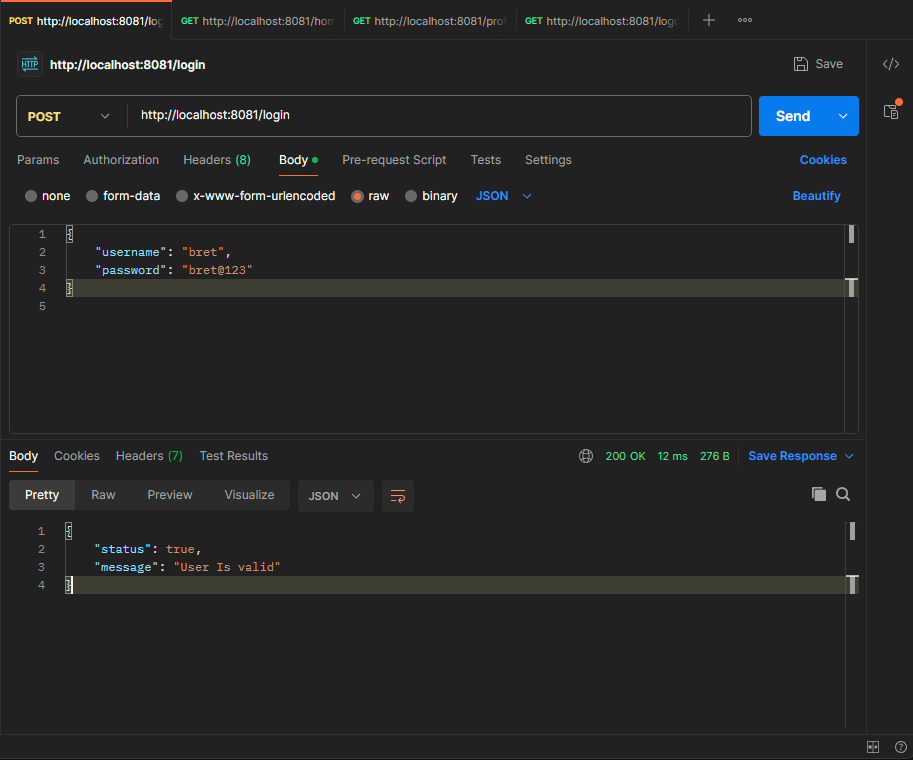 POST http://localhost:8081/log GET http://localhost:8081/hom GET http://localhost:8081/prof GET http://localhost:8081/logo
HTTP http://localhost:8081/login Save
POST http://localhost:8081/login Send
Params Authorization Headers (8) Body Pre-request Script Tests Settings Cookies
none form-data x-www-form-urlencoded raw binary JSON Beautify
1 {
2 "username": "bret",
3 "password": "bret@123"
4 }
5
Body Cookies Headers (7) Test Results 200 OK 12 ms 276 B Save Response
Pretty Raw Preview Visualize JSON
1 {
2 "status": true,
3 "message": "User Is valid"
4 }